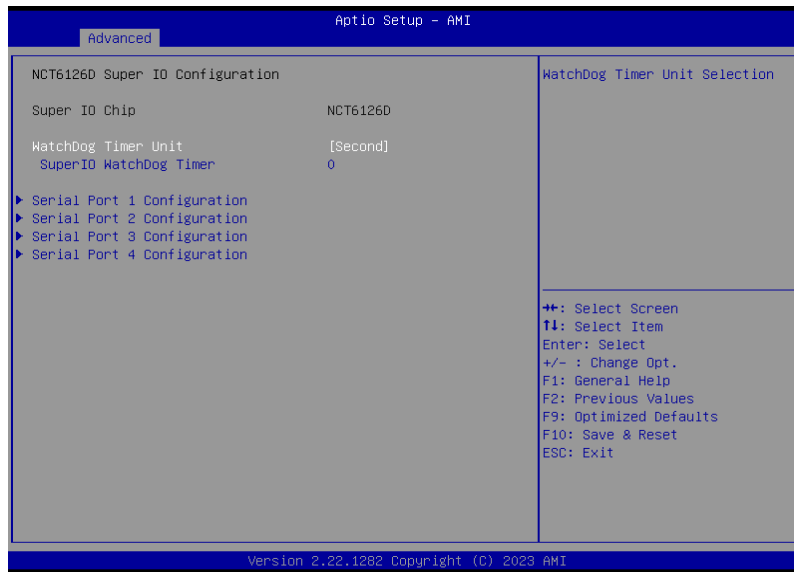 Aptio Setup – AMI
Advanced
NCT6126D Super IO Configuration
Super IO Chip NCT6126D
WatchDog Timer Unit [Second]
SuperIO WatchDog Timer 0
Serial Port 1 Configuration
Serial Port 2 Configuration
Serial Port 3 Configuration
Serial Port 4 Configuration
WatchDog Timer Unit Selection
→←: Select Screen
↑↓: Select Item
Enter: Select
+/- : Change Opt.
F1: General Help
F2: Previous Values
F9: Optimized Defaults
F10: Save & Reset
ESC: Exit
Version 2.22.1282 Copyright (C) 2023 AMI